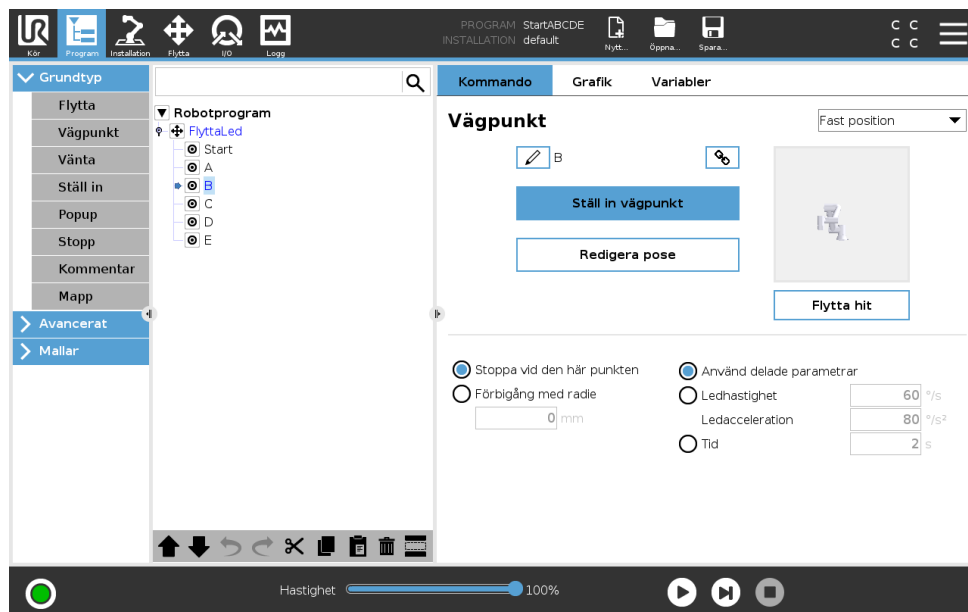 PROGRAM StartABCDE
INSTALLATION default
Kör
Program
Installation
Flytta
I/O
Logg
Nytt...
Öppna...
Spara...
C C
C C
Grundtyp
Flytta
Vägpunkt
Vänta
Ställ in
Popup
Stopp
Kommentar
Mapp
Avancerat
Mallar
Robotprogram
FlyttaLed
Start
A
B
C
D
E
Kommando
Grafik
Variabler
Vägpunkt
Fast position
B
Ställ in vägpunkt
Redigera pose
Flytta hit
Stoppa vid den här punkten
Förbigång med radie
0 mm
Använd delade parametrar
Ledhastighet 60 °/s
Ledacceleration 80 °/s²
Tid 2 s
Hastighet 100%